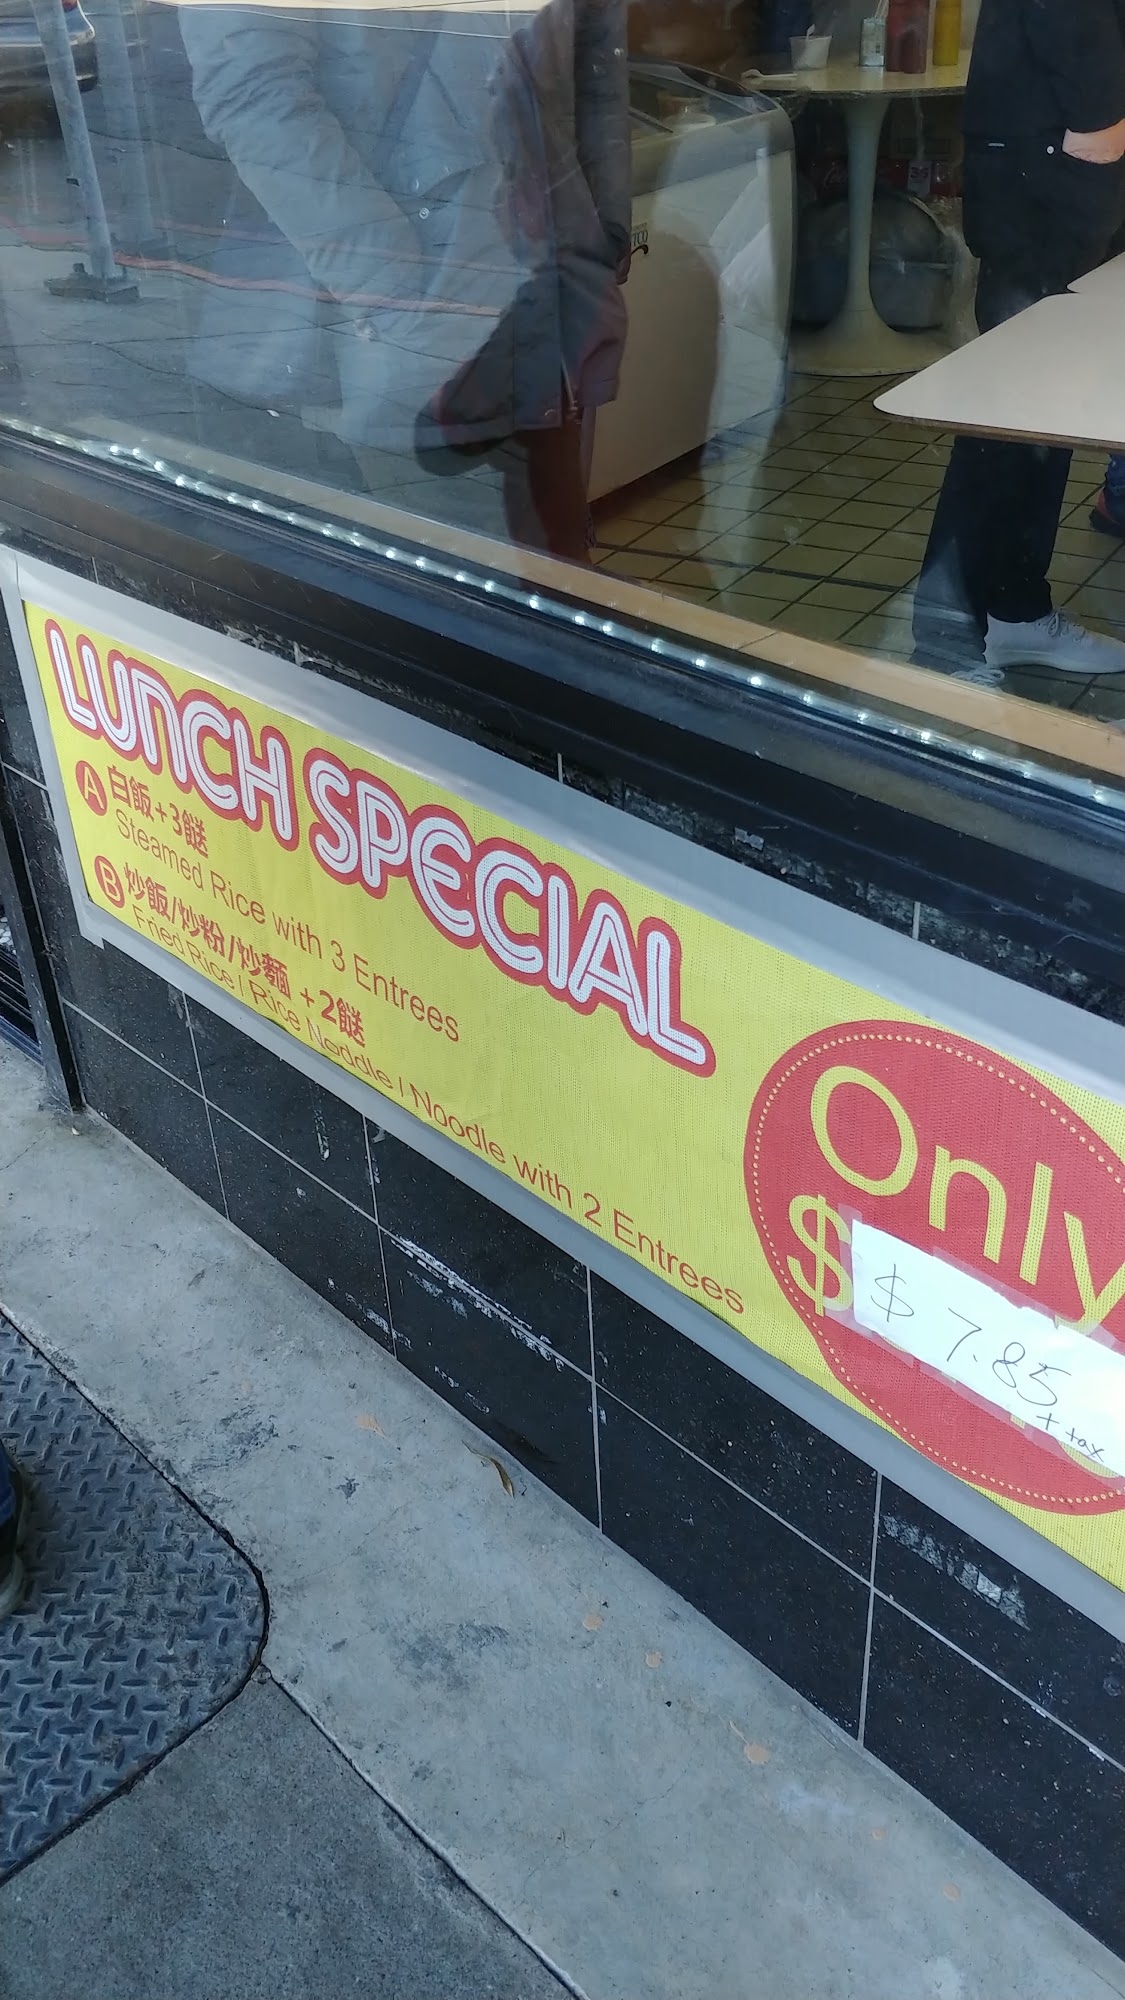 LUNCH SPECIAL
A 白飯+3餸
Steamed Rice with 3 Entrees
B 炒飯/炒粉/炒麵 +2餸
Fried Rice / Rice Noddle / Noodle with 2 Entrees
Only
$
$ 7.85
+ tax